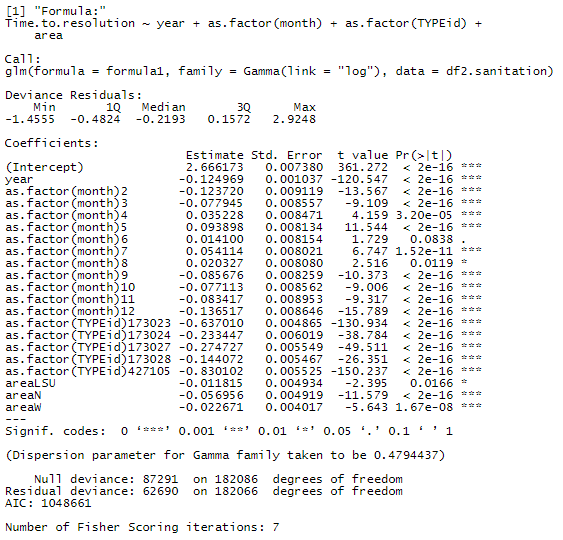 [1] "Formula:"
Time.to.resolution ~ year + as.factor(month) + as.factor(TYPEid) +
    area

Call:
glm(formula = formula1, family = Gamma(link = "log"), data = df2.sanitation)

Deviance Residuals:
    Min       1Q   Median       3Q      Max
-1.4555  -0.4824  -0.2193   0.1572   2.9248

Coefficients:
                         Estimate Std. Error  t value Pr(>|t|)
(Intercept)              2.666173   0.007380  361.272  < 2e-16 ***
year                    -0.124969   0.001037 -120.547  < 2e-16 ***
as.factor(month)2       -0.123720   0.009119  -13.567  < 2e-16 ***
as.factor(month)3       -0.077945   0.008557   -9.109  < 2e-16 ***
as.factor(month)4        0.035228   0.008471    4.159 3.20e-05 ***
as.factor(month)5        0.093898   0.008134   11.544  < 2e-16 ***
as.factor(month)6        0.014100   0.008154    1.729   0.0838 .
as.factor(month)7        0.054114   0.008021    6.747 1.52e-11 ***
as.factor(month)8        0.020327   0.008080    2.516   0.0119 *
as.factor(month)9       -0.085676   0.008259  -10.373  < 2e-16 ***
as.factor(month)10      -0.077113   0.008562   -9.006  < 2e-16 ***
as.factor(month)11      -0.083417   0.008953   -9.317  < 2e-16 ***
as.factor(month)12      -0.136517   0.008646  -15.789  < 2e-16 ***
as.factor(TYPEid)173023 -0.637010   0.004865 -130.934  < 2e-16 ***
as.factor(TYPEid)173024 -0.233447   0.006019  -38.784  < 2e-16 ***
as.factor(TYPEid)173027 -0.274727   0.005549  -49.511  < 2e-16 ***
as.factor(TYPEid)173028 -0.144072   0.005467  -26.351  < 2e-16 ***
as.factor(TYPEid)427105 -0.830102   0.005525 -150.237  < 2e-16 ***
areaLSU                 -0.011815   0.004934   -2.395   0.0166 *
areaN                   -0.056956   0.004919  -11.579  < 2e-16 ***
areaW                   -0.022671   0.004017   -5.643 1.67e-08 ***
---
Signif. codes:  0 ‘***’ 0.001 ‘**’ 0.01 ‘*’ 0.05 ‘.’ 0.1 ‘ ’ 1

(Dispersion parameter for Gamma family taken to be 0.4794437)

    Null deviance: 87291  on 182086  degrees of freedom
Residual deviance: 62690  on 182066  degrees of freedom
AIC: 1048661

Number of Fisher Scoring iterations: 7